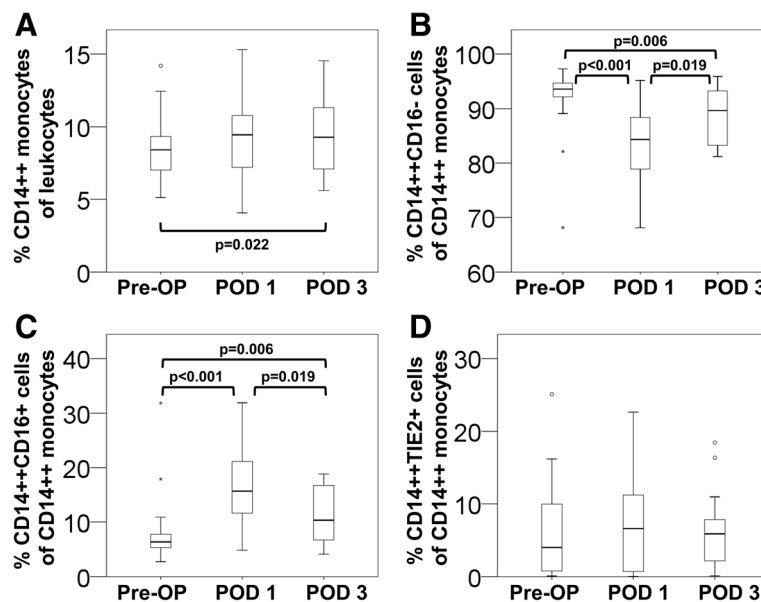 A
% CD14++ monocytes
of leukocytes
15
10
5
0
p=0.022
Pre-OP POD 1 POD 3
B
% CD14++CD16- cells
of CD14++ monocytes
100
90
80
70
60
p=0.006
p<0.001 p=0.019
Pre-OP POD 1 POD 3
C
% CD14++CD16+ cells
of CD14++ monocytes
40
30
20
10
0
p=0.006
p<0.001 p=0.019
Pre-OP POD 1 POD 3
D
% CD14++TIE2+ cells
of CD14++ monocytes
30
20
10
0
Pre-OP POD 1 POD 3